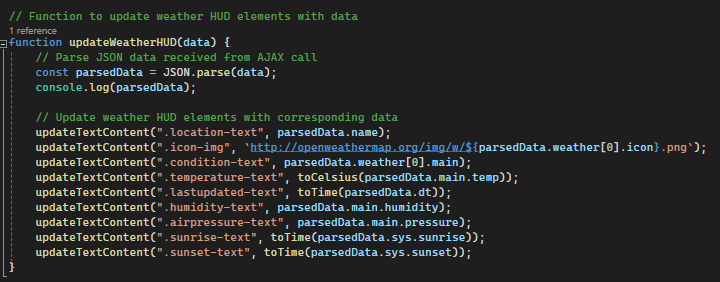 // Function to update weather HUD elements with data
1 reference
function updateWeatherHUD(data) {
// Parse JSON data received from AJAX call
const parsedData = JSON.parse(data);
console.log(parsedData);
// Update weather HUD elements with corresponding data
updateTextContent(".location-text", parsedData.name);
updateTextContent(".icon-img", `http://openweathermap.org/img/w/${parsedData.weather[0].icon}.png`);
updateTextContent(".condition-text", parsedData.weather[0].main);
updateTextContent(".temperature-text", toCelsius(parsedData.main.temp));
updateTextContent(".lastupdated-text", toTime(parsedData.dt));
updateTextContent(".humidity-text", parsedData.main.humidity);
updateTextContent(".airpressure-text", parsedData.main.pressure);
updateTextContent(".sunrise-text", toTime(parsedData.sys.sunrise));
updateTextContent(".sunset-text", toTime(parsedData.sys.sunset));
}